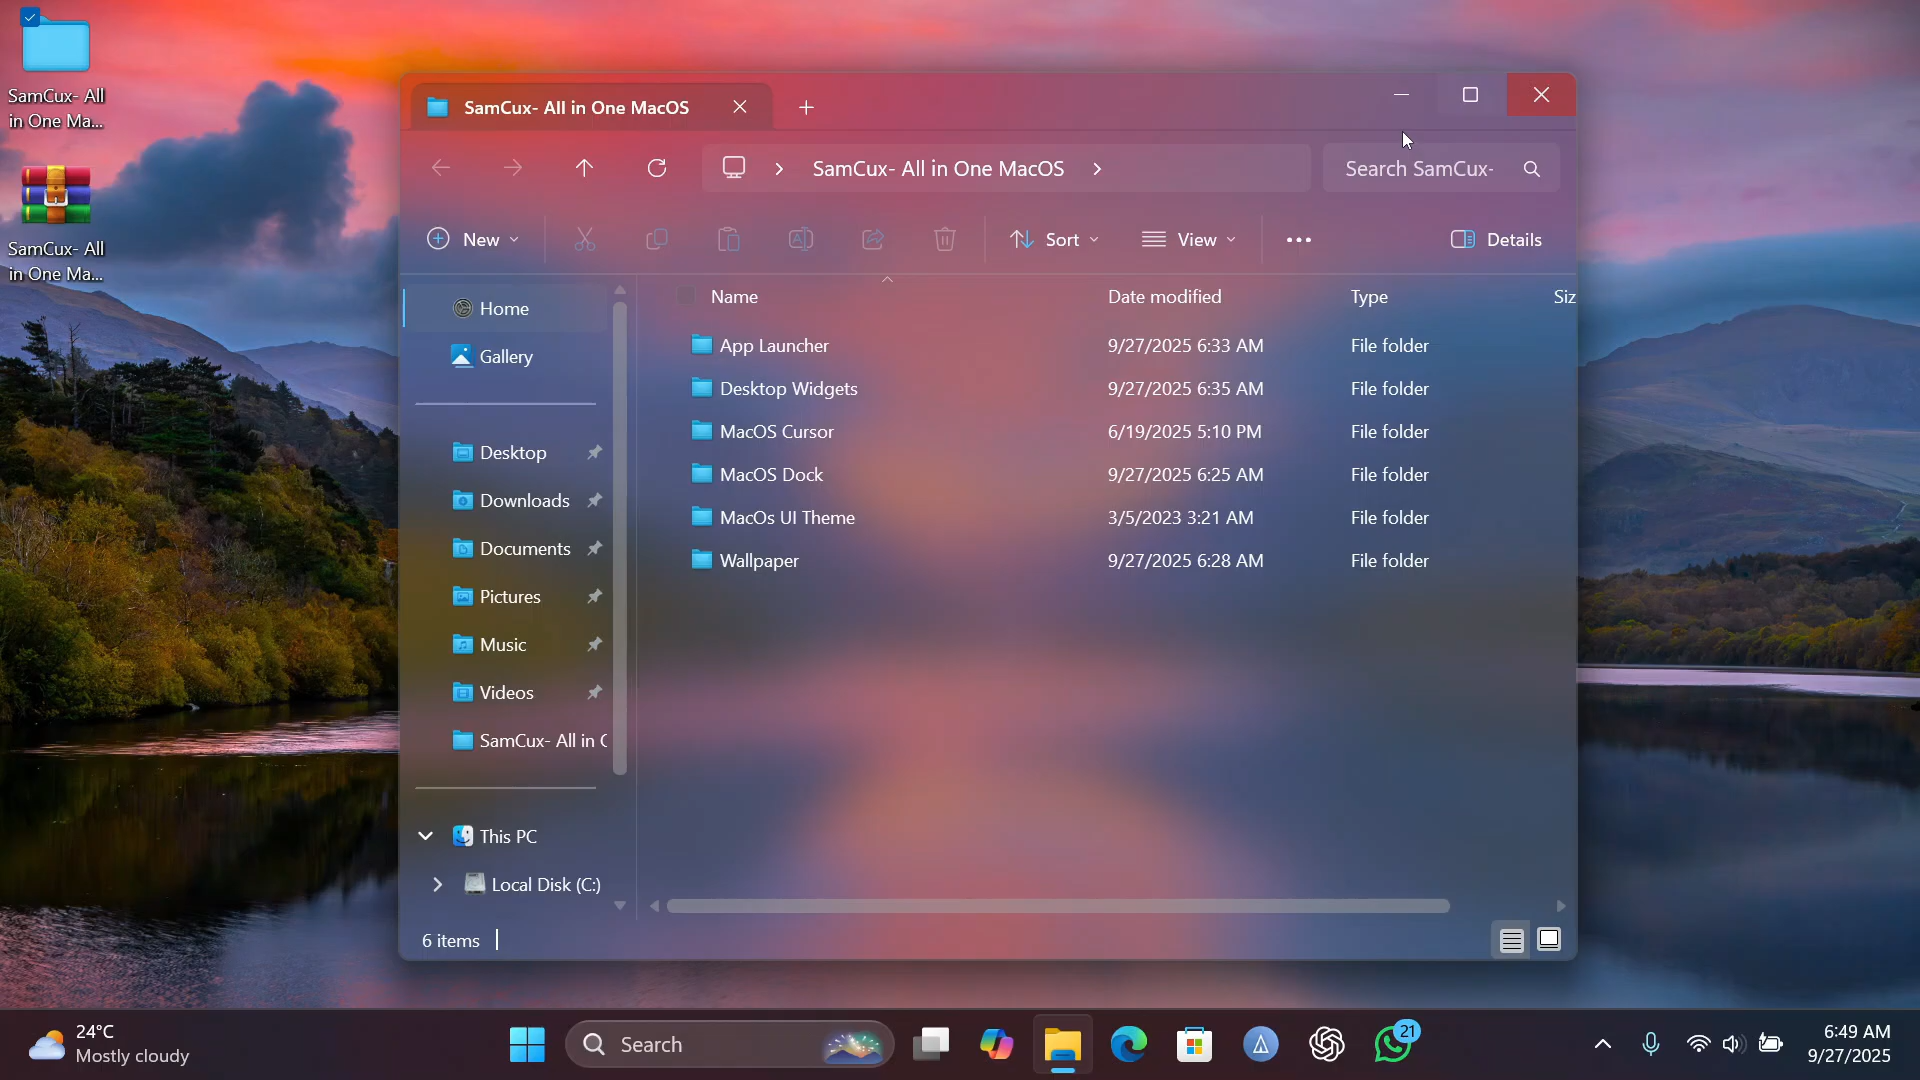 SamCux- All
in One Ma...
SamCux- All
in One Ma...
SamCux- All in One MacOS
SamCux- All in One MacOS
Search SamCux-
New
Sort
View
Details
Home
Gallery
Desktop
Downloads
Documents
Pictures
Music
Videos
SamCux- All in
This PC
Local Disk (C:)
Name Date modified Type Siz
App Launcher 9/27/2025 6:33 AM File folder
Desktop Widgets 9/27/2025 6:35 AM File folder
MacOS Cursor 6/19/2025 5:10 PM File folder
MacOS Dock 9/27/2025 6:25 AM File folder
MacOs UI Theme 3/5/2023 3:21 AM File folder
Wallpaper 9/27/2025 6:28 AM File folder
6 items
24°C
Mostly cloudy
Search
21
6:49 AM
9/27/2025